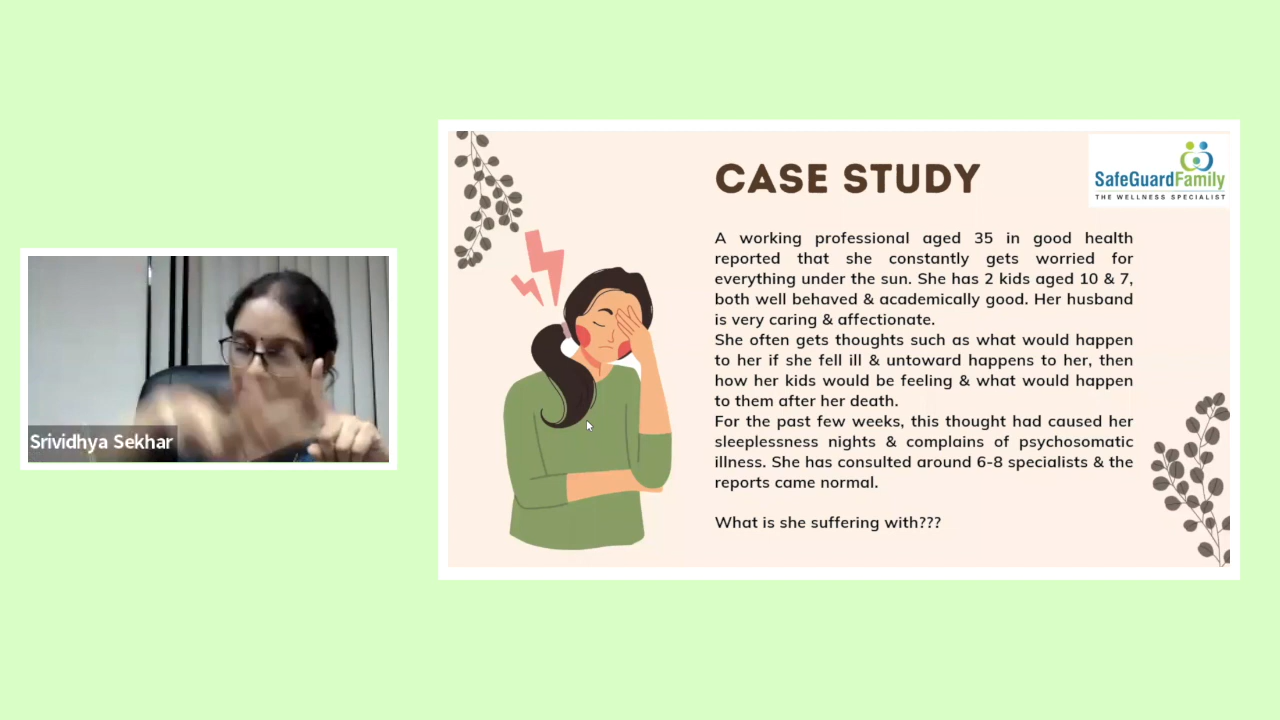 Srividhya Sekhar
CASE STUDY
SafeGuardFamily
THE WELLNESS SPECIALIST
A working professional aged 35 in good health
reported that she constantly gets worried for
everything under the sun. She has 2 kids aged 10 & 7,
both well behaved & academically good. Her husband
is very caring & affectionate.
She often gets thoughts such as what would happen
to her if she fell ill & untoward happens to her, then
how her kids would be feeling & what would happen
to them after her death.
For the past few weeks, this thought had caused her
sleeplessness nights & complains of psychosomatic
illness. She has consulted around 6-8 specialists & the
reports came normal.
What is she suffering with???